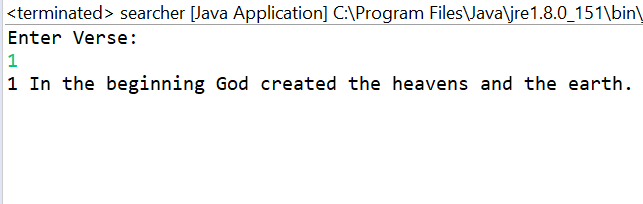 <terminated> searcher [Java Application] C:\Program Files\Java\jre1.8.0_151\bin\
Enter Verse:
1
1 In the beginning God created the heavens and the earth.